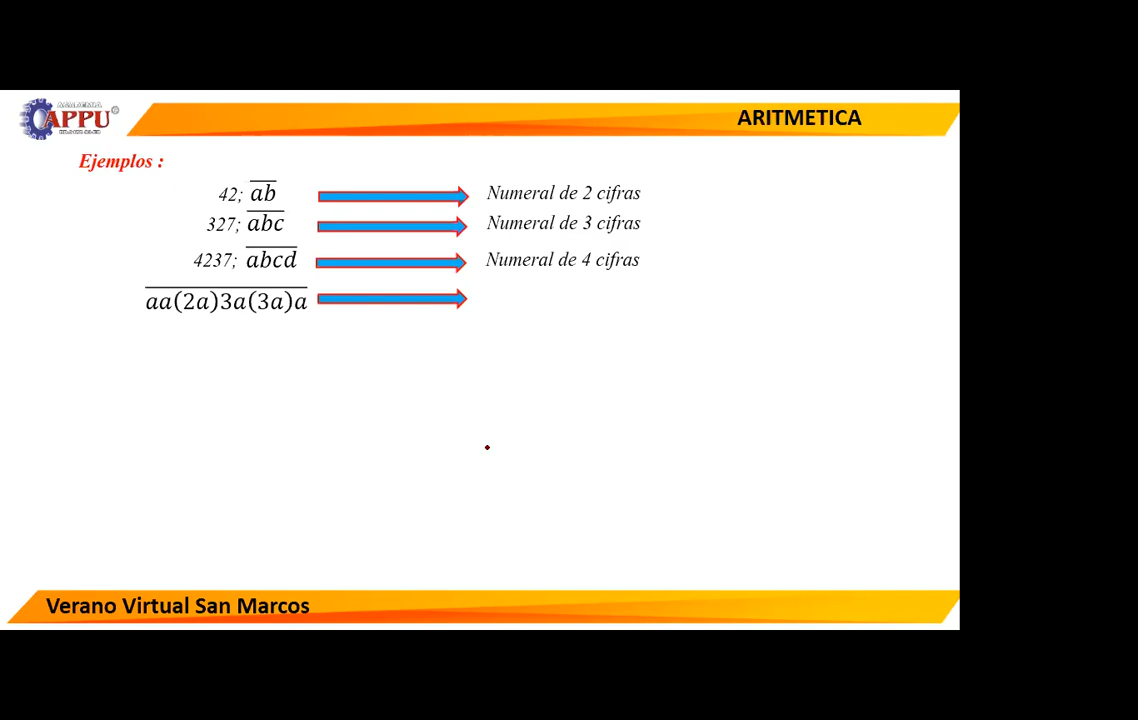 ACADEMIA
APPU
ARITMETICA
Ejemplos :
42; ab Numeral de 2 cifras
327; abc Numeral de 3 cifras
4237; abcd Numeral de 4 cifras
aa(2a)3a(3a)a
Verano Virtual San Marcos